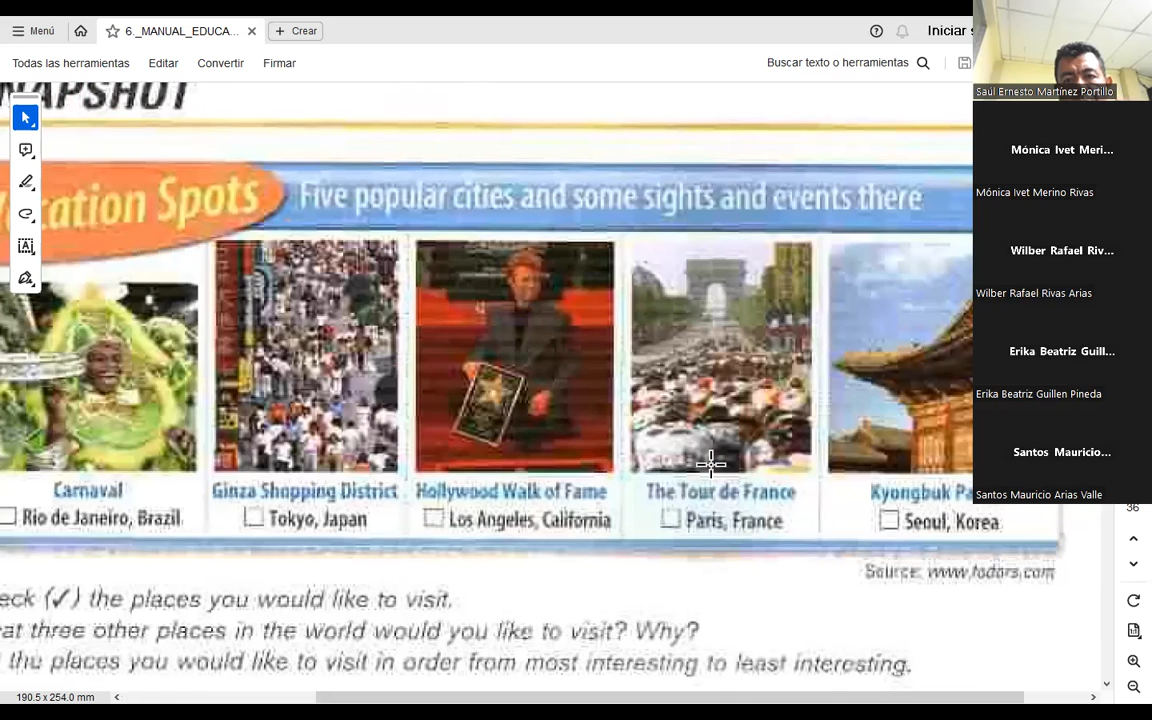 Menú
6._MANUAL_EDUCA...
Crear
Iniciar s
Todas las herramientas
Editar
Convertir
Firmar
Buscar texto o herramientas
Saúl Ernesto Martínez Portillo
Mónica Ivet Meri...
Mónica Ivet Merino Rivas
Wilber Rafael Riv...
Wilber Rafael Rivas Arias
Erika Beatriz Guill...
Erika Beatriz Guillen Pineda
Santos Mauricio...
Santos Mauricio Arias Valle
NAPSHOT
cation Spots
Five popular cities and some sights and events there
Carnaval
Rio de Janeiro, Brazil
Ginza Shopping District
Tokyo, Japan
Hollywood Walk of Fame
Los Angeles, California
The Tour de France
Paris, France
Kyongbuk Pa
Seoul, Korea
Source: www.fodors.com
eck (✓) the places you would like to visit.
at three other places in the world would you like to visit? Why?
the places you would like to visit in order from most interesting to least interesting.
36
190.5 x 254.0 mm